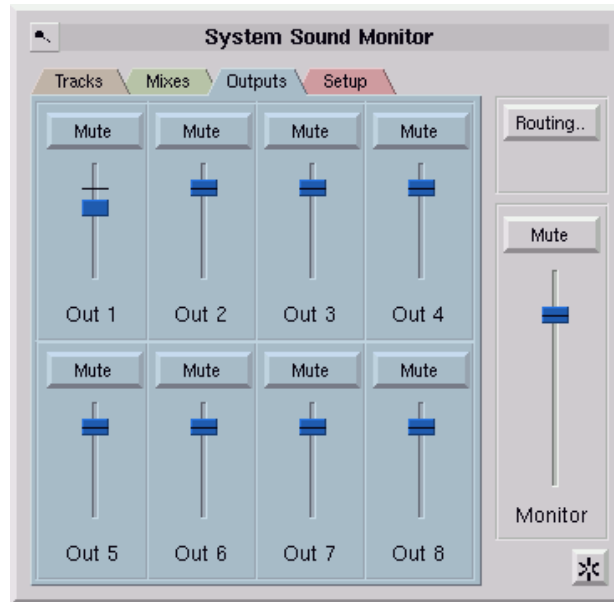 System Sound Monitor
Tracks Mixes Outputs Setup
Mute Mute Mute Mute
Routing..
Mute
Out 1 Out 2 Out 3 Out 4
Mute Mute Mute Mute
Monitor
Out 5 Out 6 Out 7 Out 8